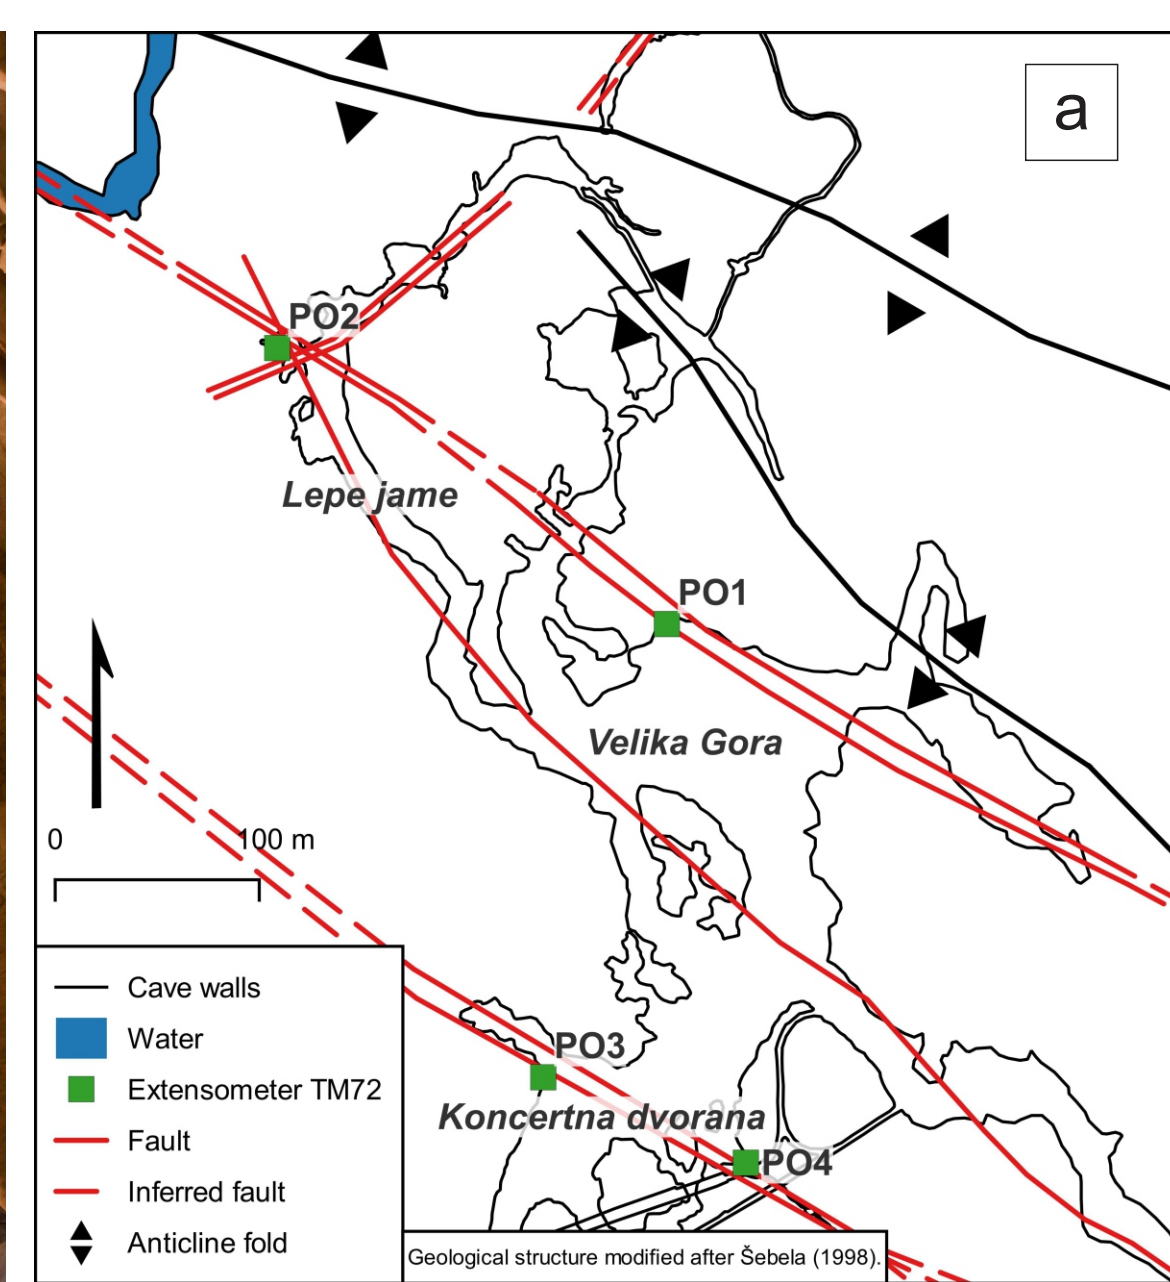 a
PO2
Lepe jame
PO1
Velika Gora
0 100 m
PO3
Koncertna dvorana
PO4
Cave walls
Water
Extensometer TM72
Fault
Inferred fault
Anticline fold
Geological structure modified after Šebela (1998).